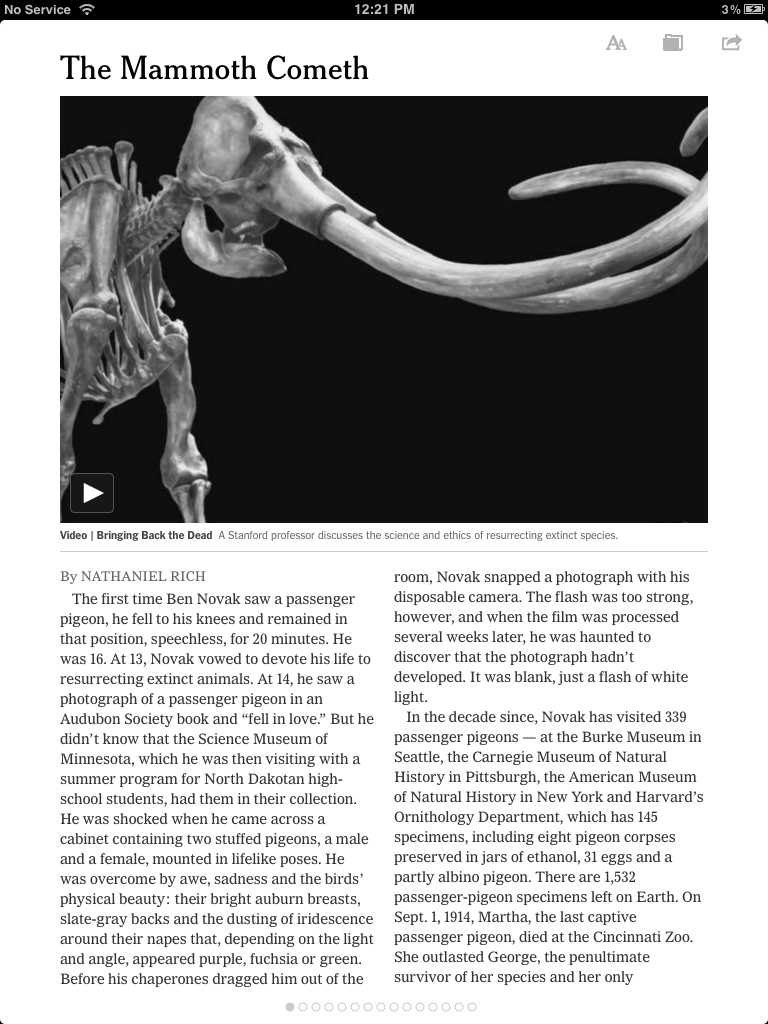 No Service
12:21 PM
3%
The Mammoth Cometh
Video | Bringing Back the Dead A Stanford professor discusses the science and ethics of resurrecting extinct species.
By NATHANIEL RICH
The first time Ben Novak saw a passenger
pigeon, he fell to his knees and remained in
that position, speechless, for 20 minutes. He
was 16. At 13, Novak vowed to devote his life to
resurrecting extinct animals. At 14, he saw a
photograph of a passenger pigeon in an
Audubon Society book and “fell in love.” But he
didn’t know that the Science Museum of
Minnesota, which he was then visiting with a
summer program for North Dakotan high-
school students, had them in their collection.
He was shocked when he came across a
cabinet containing two stuffed pigeons, a male
and a female, mounted in lifelike poses. He
was overcome by awe, sadness and the birds’
physical beauty: their bright auburn breasts,
slate-gray backs and the dusting of iridescence
around their napes that, depending on the light
and angle, appeared purple, fuchsia or green.
Before his chaperones dragged him out of the
room, Novak snapped a photograph with his
disposable camera. The flash was too strong,
however, and when the film was processed
several weeks later, he was haunted to
discover that the photograph hadn’t
developed. It was blank, just a flash of white
light.
In the decade since, Novak has visited 339
passenger pigeons — at the Burke Museum in
Seattle, the Carnegie Museum of Natural
History in Pittsburgh, the American Museum
of Natural History in New York and Harvard’s
Ornithology Department, which has 145
specimens, including eight pigeon corpses
preserved in jars of ethanol, 31 eggs and a
partly albino pigeon. There are 1,532
passenger-pigeon specimens left on Earth. On
Sept. 1, 1914, Martha, the last captive
passenger pigeon, died at the Cincinnati Zoo.
She outlasted George, the penultimate
survivor of her species and her only